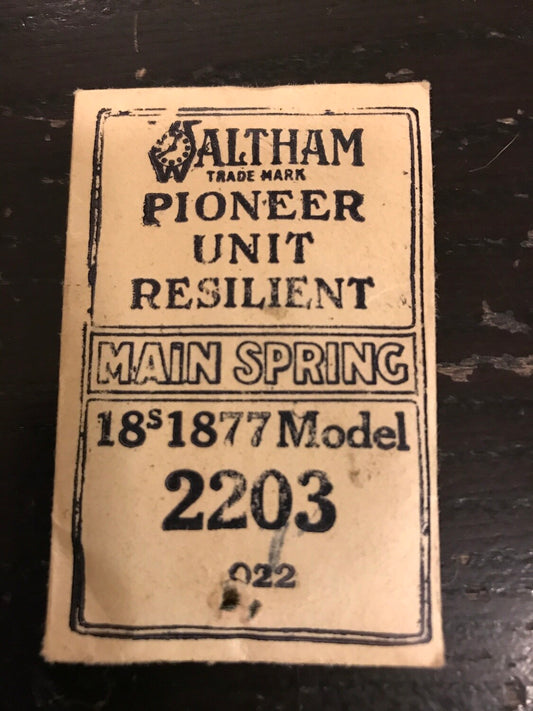 WALTHAM
TRADE MARK
PIONEER
UNIT
RESILIENT
MAIN SPRING
18s 1877 Model
2203
022